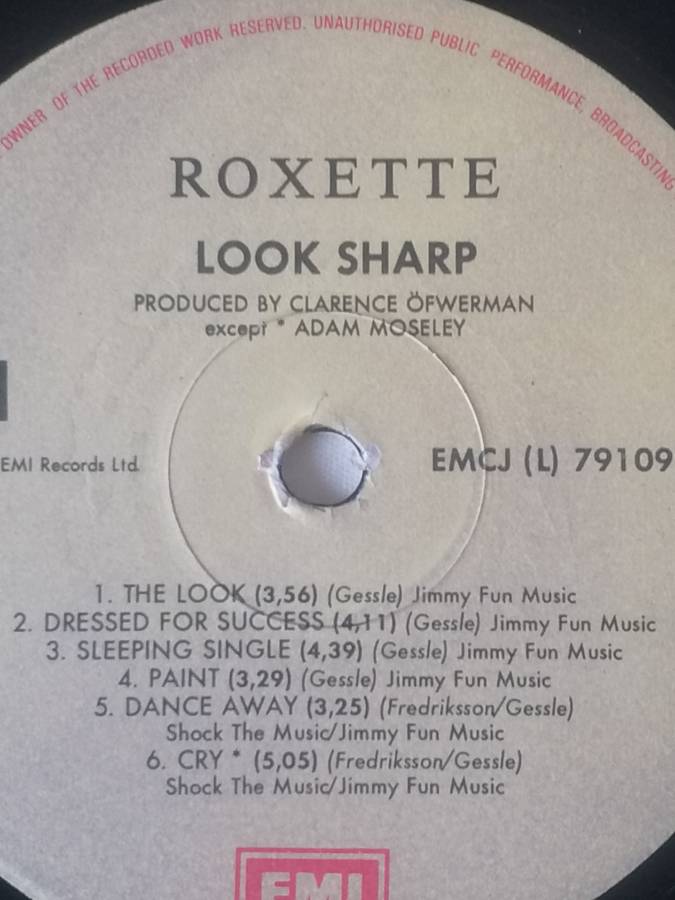 OWNER OF THE RECORDED WORK RESERVED. UNAUTHORISED PUBLIC PERFORMANCE, BROADCASTING
ROXETTE
LOOK SHARP
PRODUCED BY CLARENCE ÖFWERMAN
except * ADAM MOSELEY
EMI Records Ltd.
EMCJ (L) 79109
1. THE LOOK (3,56) (Gessle) Jimmy Fun Music
2. DRESSED FOR SUCCESS (4,11) (Gessle) Jimmy Fun Music
3. SLEEPING SINGLE (4,39) (Gessle) Jimmy Fun Music
4. PAINT (3,29) (Gessle) Jimmy Fun Music
5. DANCE AWAY (3,25) (Fredriksson/Gessle)
Shock The Music/Jimmy Fun Music
6. CRY * (5,05) (Fredriksson/Gessle)
Shock The Music/Jimmy Fun Music
EMI